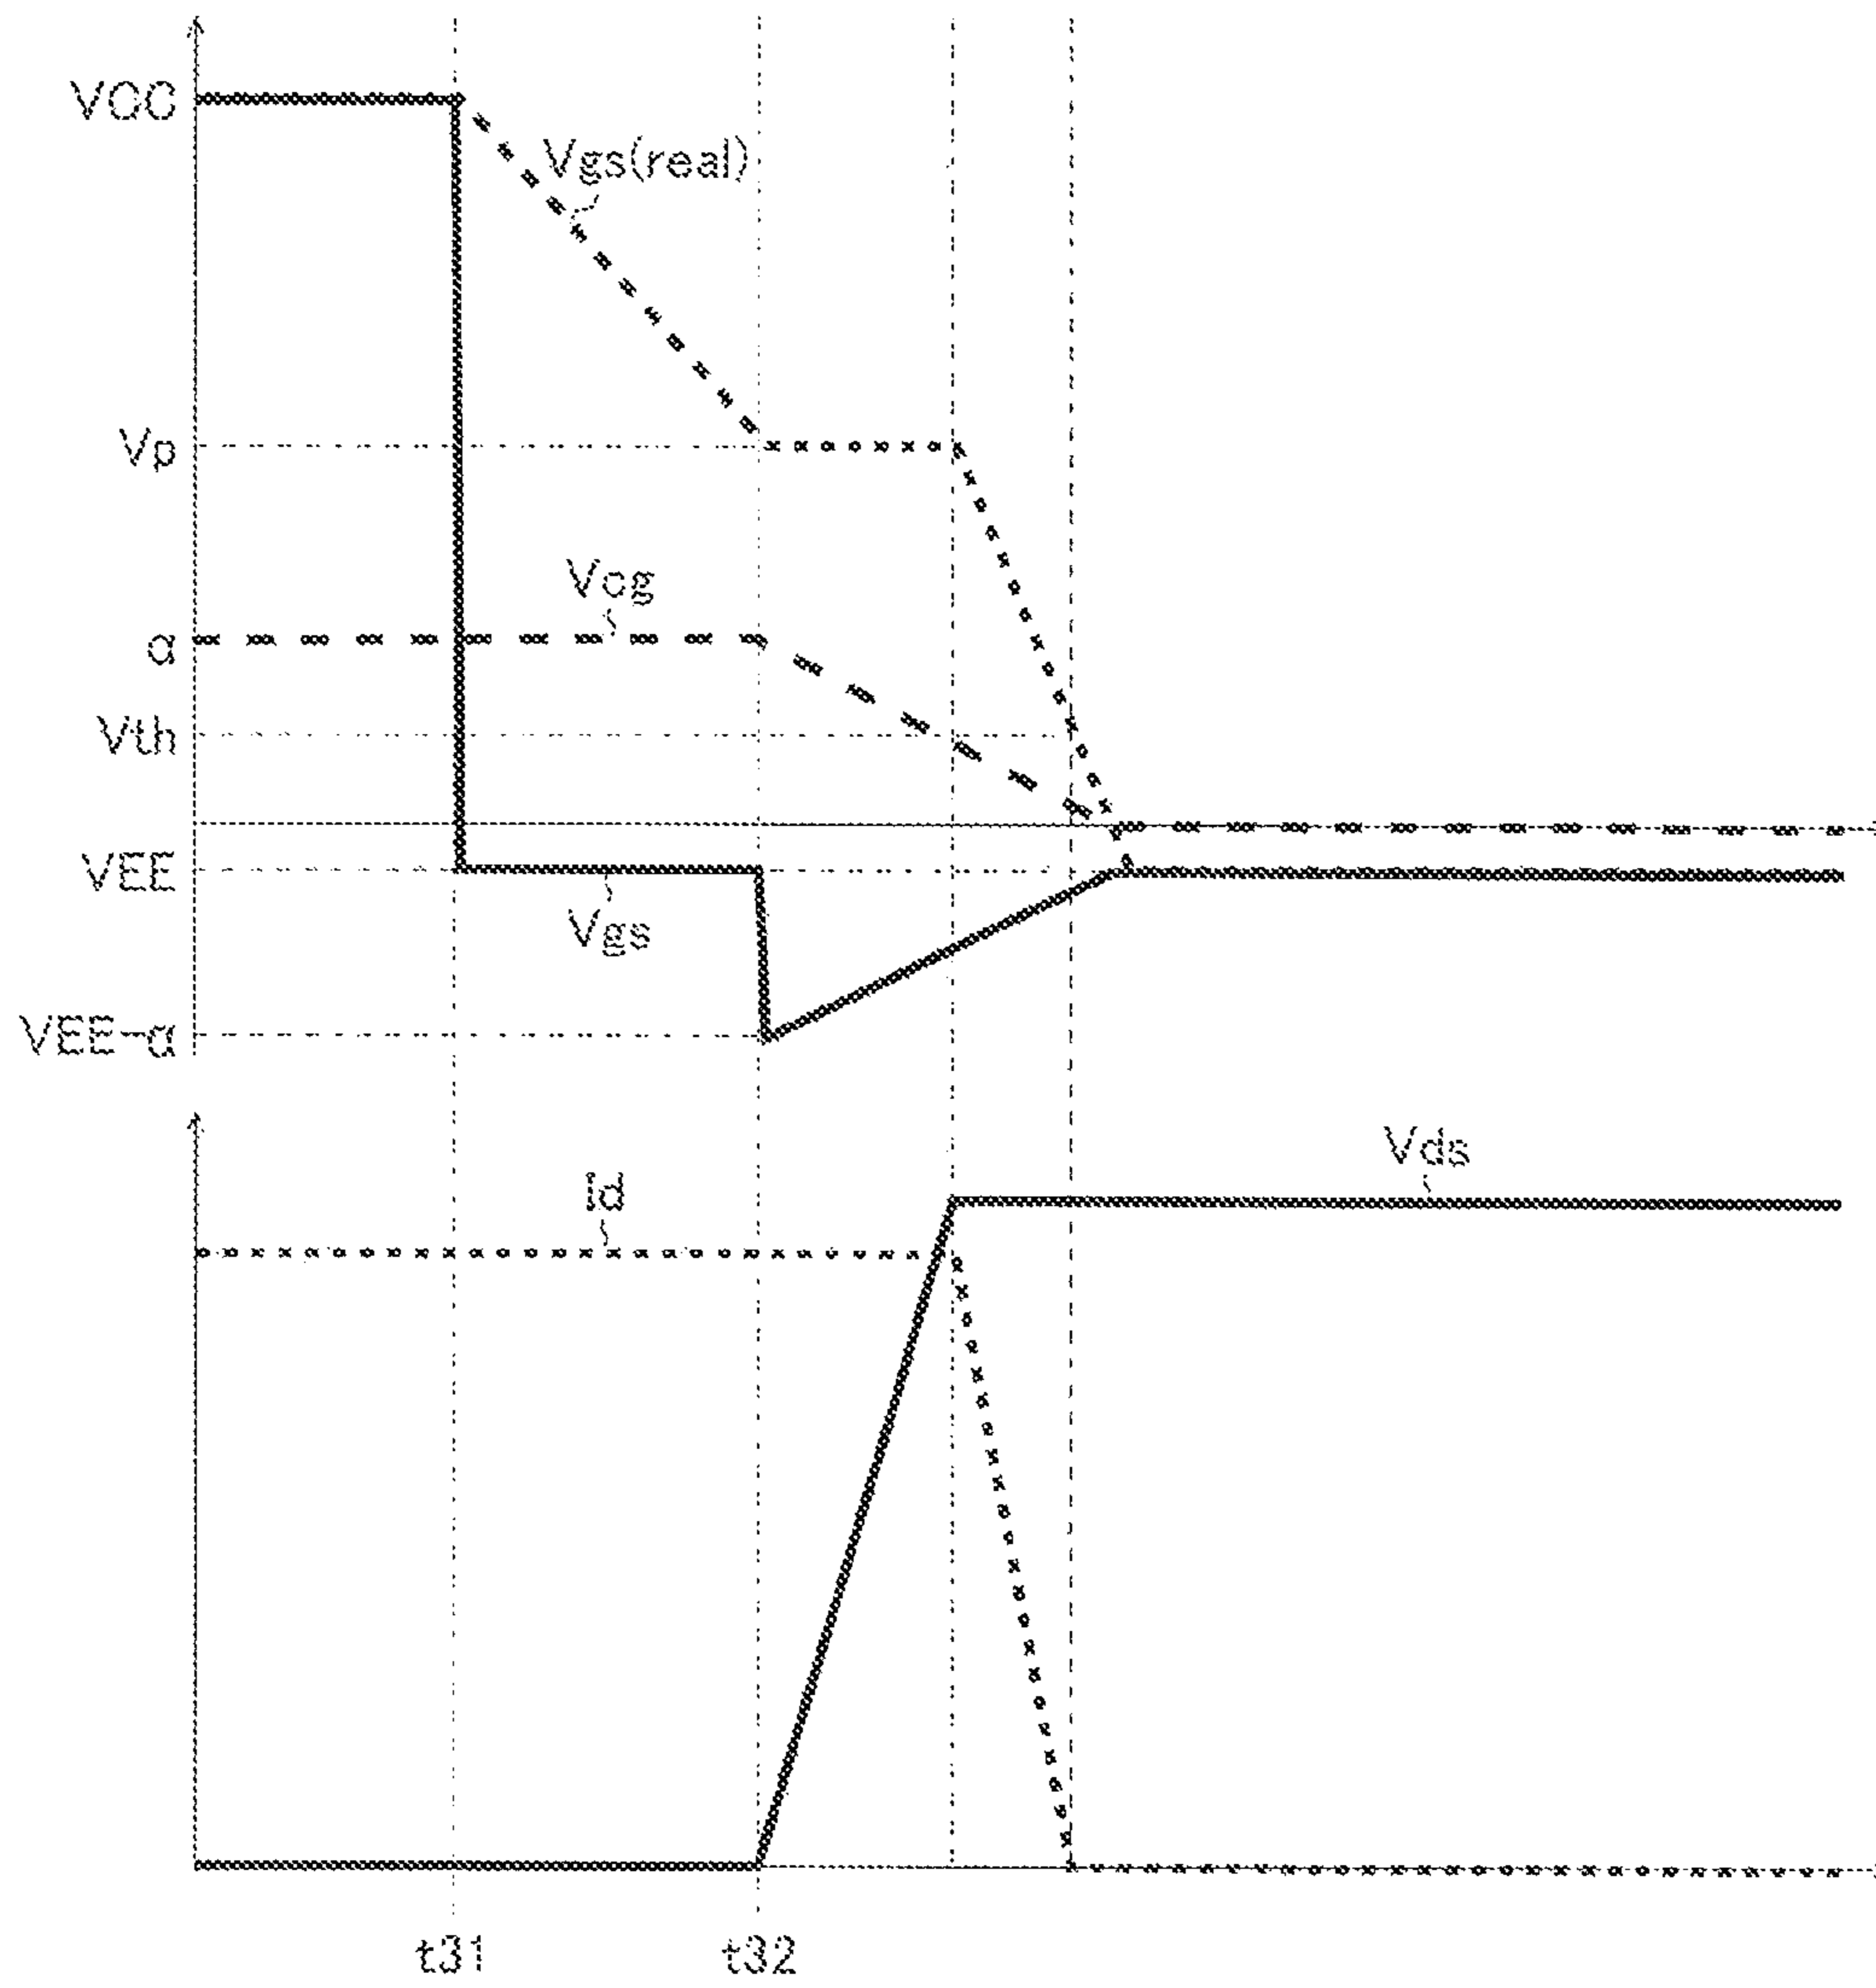 VCC
Vgs(real)
Vp
Vcg
α
Vth
VEE
Vgs
VEE-α
Vds
Id
t31
t32